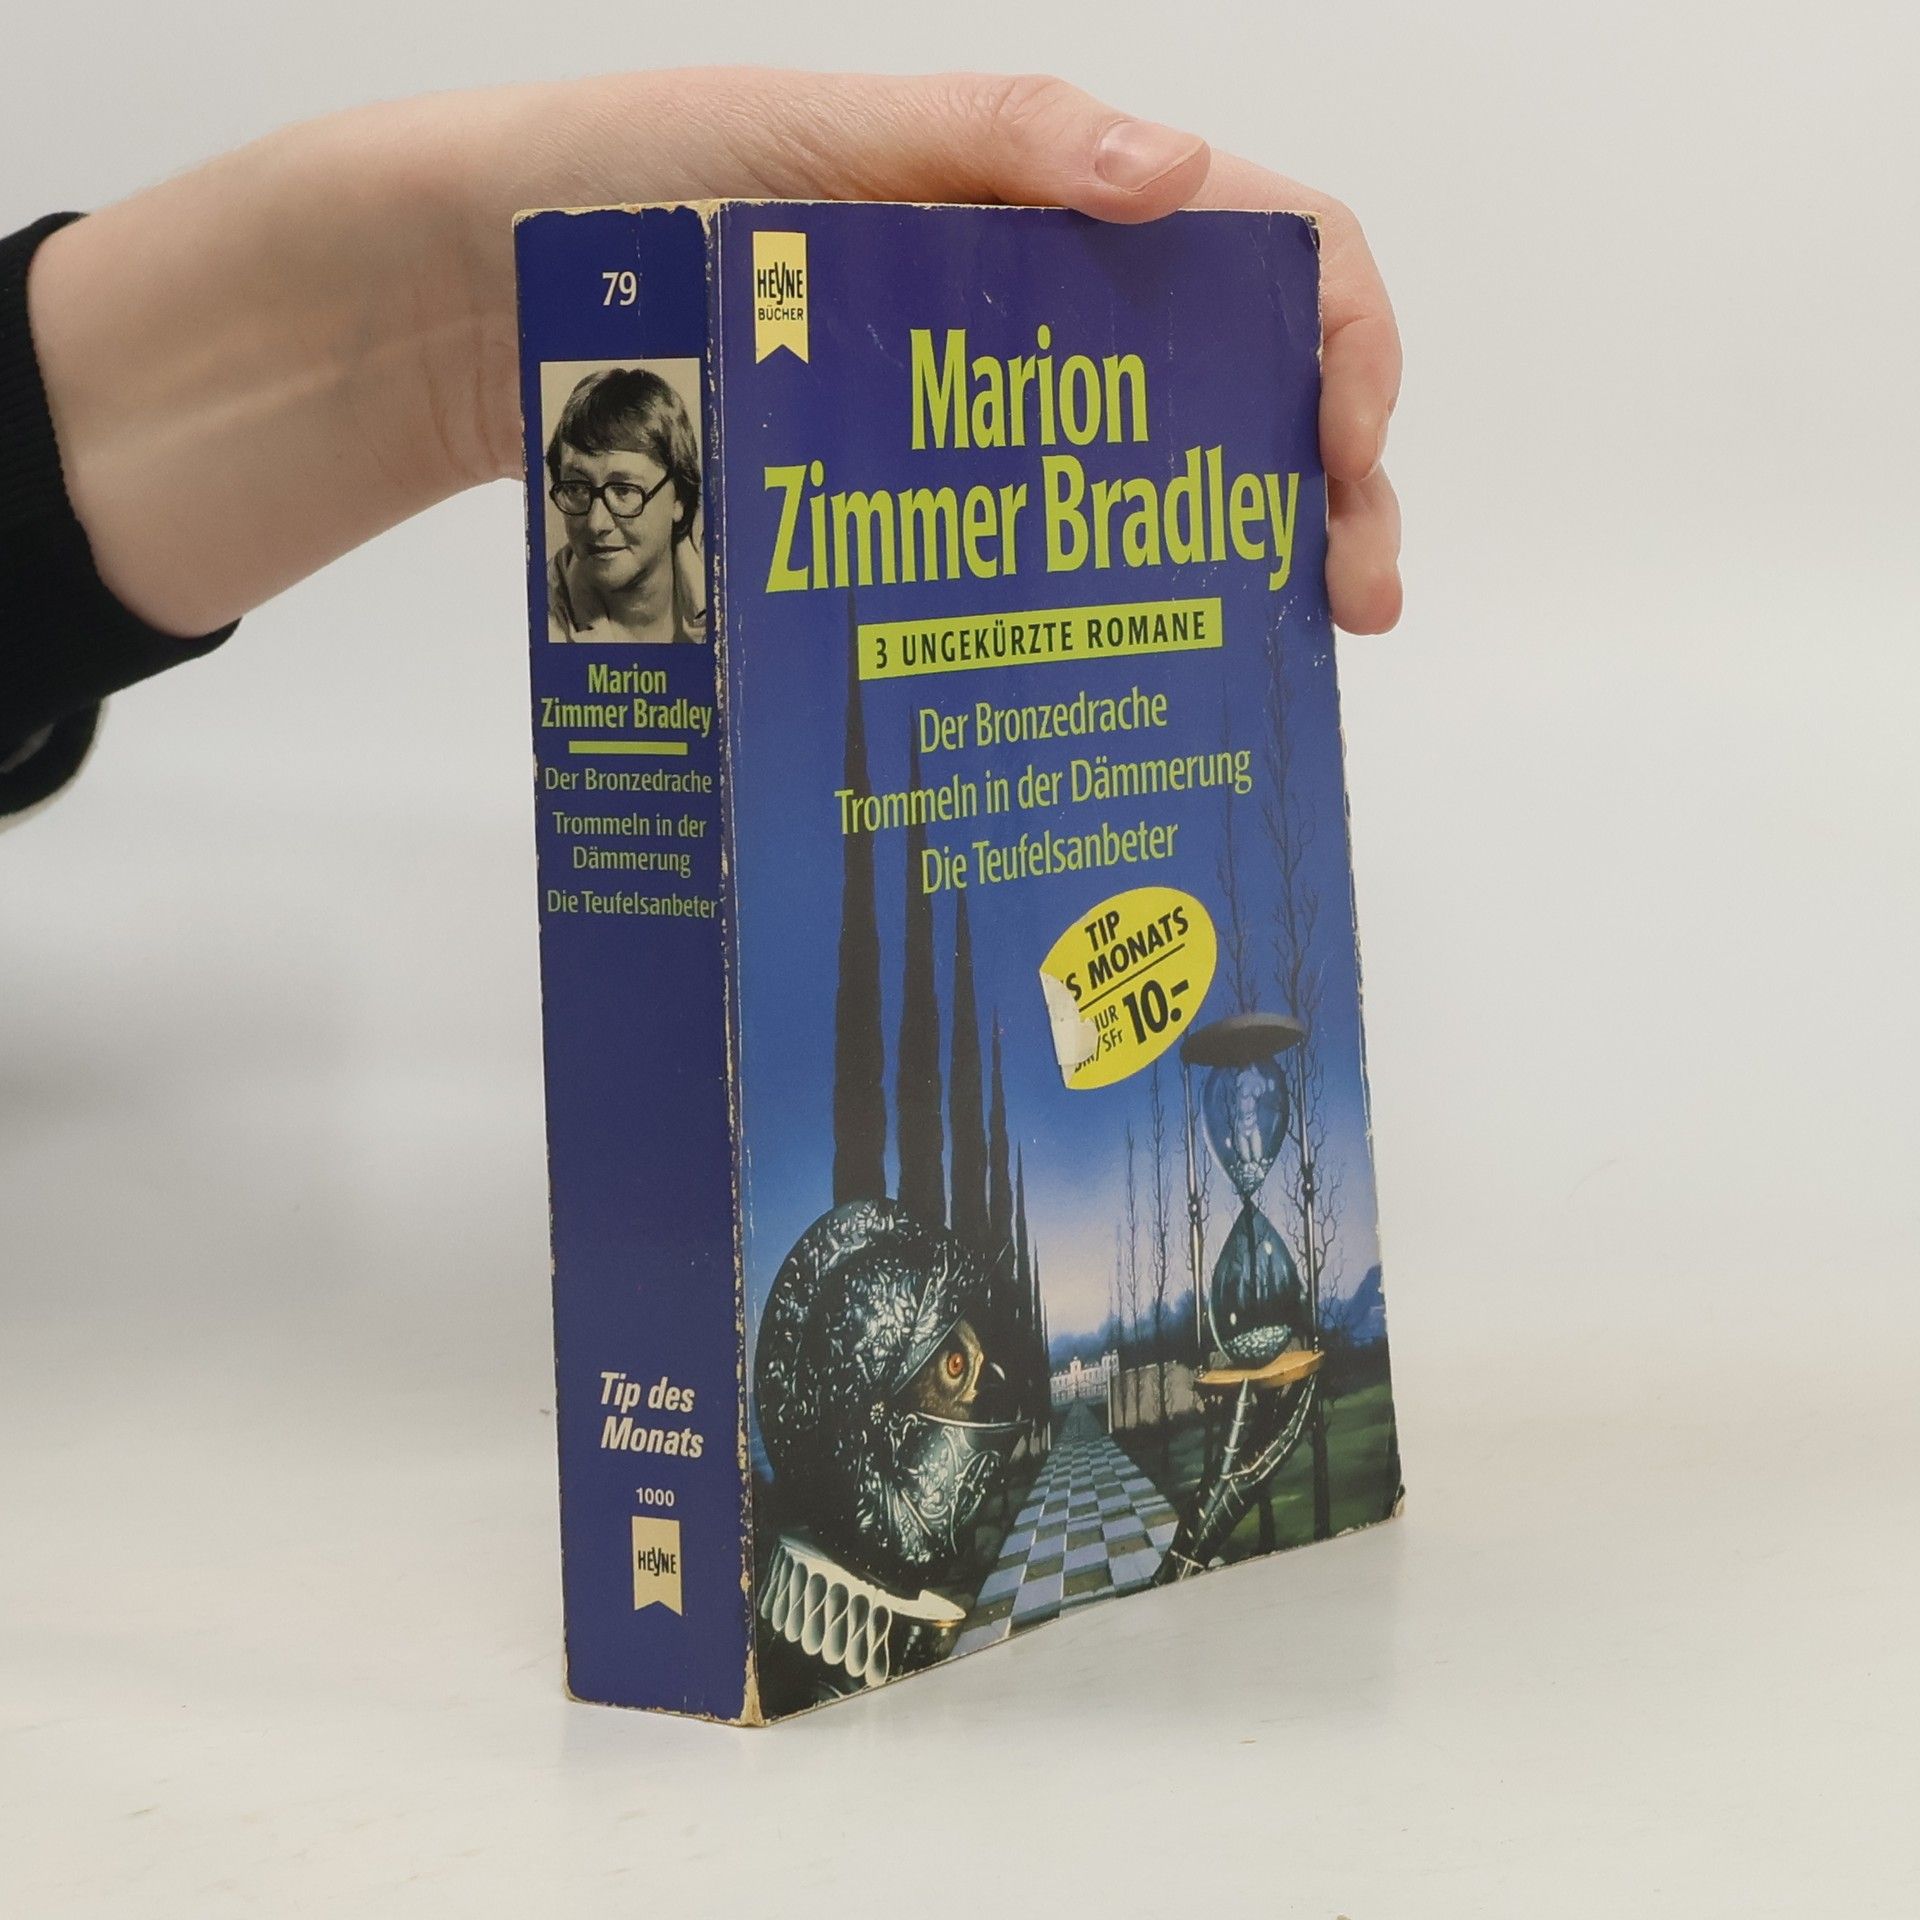 79
Marion
Zimmer Bradley
Der Bronzedrache
Trommeln in der
Dämmerung
Die Teufelsanbeter
Tip des
Monats
1000
HEYNE
HEYNE
BÜCHER
Marion
Zimmer Bradley
3 UNGEKÜRZTE ROMANE
Der Bronzedrache
Trommeln in der Dämmerung
Die Teufelsanbeter
TIP
S MONATS
10.-
/SFr